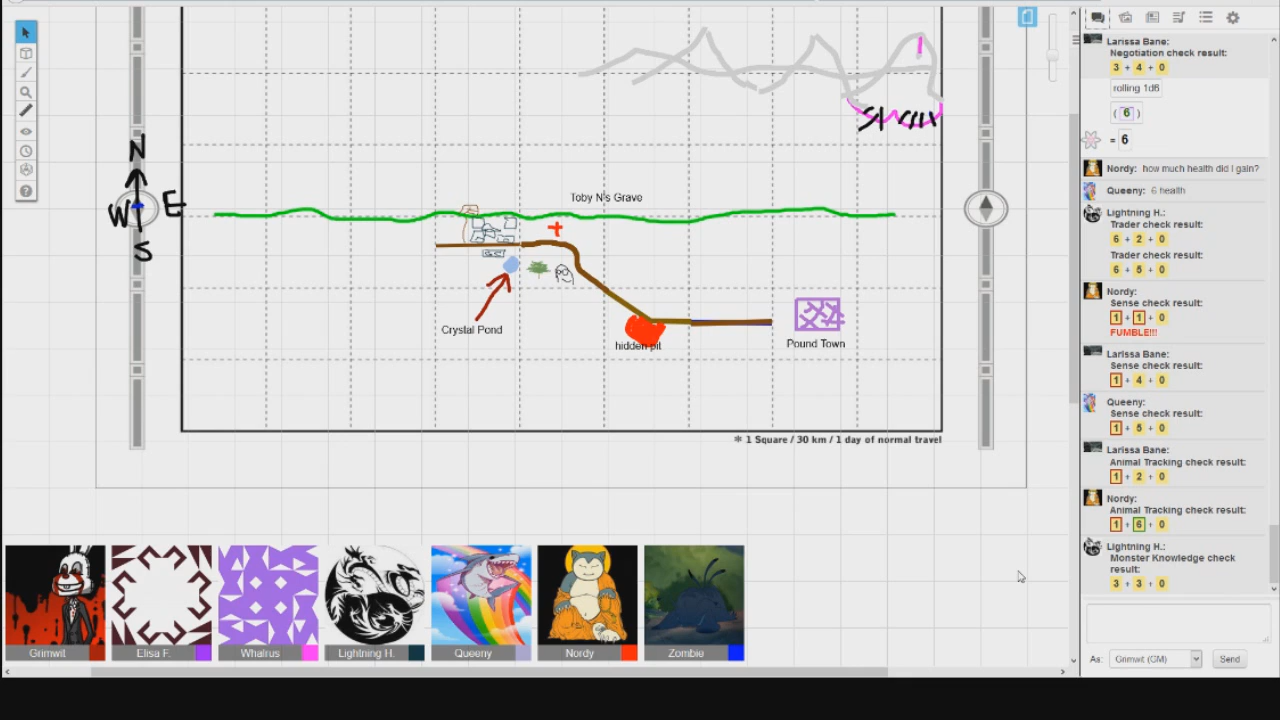 N
W
E
S
Toby N's Grave
Crystal Pond
hidden pit
Pound Town
* 1 Square / 30 km / 1 day of normal travel
Grimwit
Elisa F.
Whalrus
Lightning H.
Queeny
Nordy
Zombie
Larissa Bane:
Negotiation check result:
3 + 4 + 0
rolling 1d6
( 6 )
= 6
Nordy: how much health did I gain?
Queeny: 6 health
Lightning H.:
Trader check result:
6 + 2 + 0
Trader check result:
6 + 5 + 0
Nordy:
Sense check result:
1 + 1 + 0
FUMBLE!!!
Larissa Bane:
Sense check result:
1 + 4 + 0
Queeny:
Sense check result:
1 + 5 + 0
Larissa Bane:
Animal Tracking check result:
1 + 2 + 0
Nordy:
Animal Tracking check result:
1 + 6 + 0
Lightning H.:
Monster Knowledge check
result:
3 + 3 + 0
As: Grimwit (GM) Send